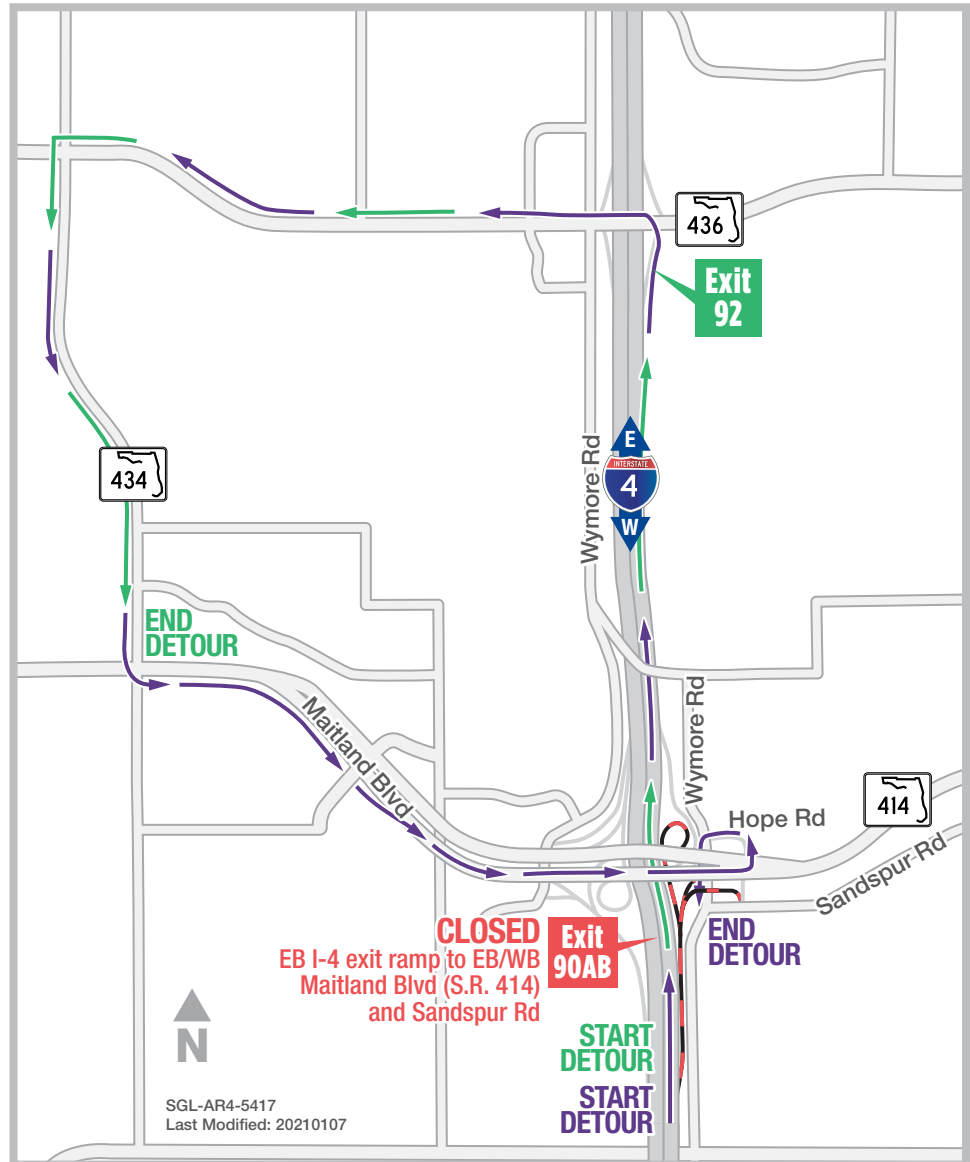 436
Exit
92
Wymore Rd
E
INTERSTATE
4
W
434
END
DETOUR
Maitland Blvd
Wymore Rd
414
Hope Rd
Sandspur Rd
CLOSED
EB I-4 exit ramp to EB/WB
Maitland Blvd (S.R. 414)
and Sandspur Rd
Exit
90AB
END
DETOUR
N
START
DETOUR
START
DETOUR
SGL-AR4-5417
Last Modified: 20210107